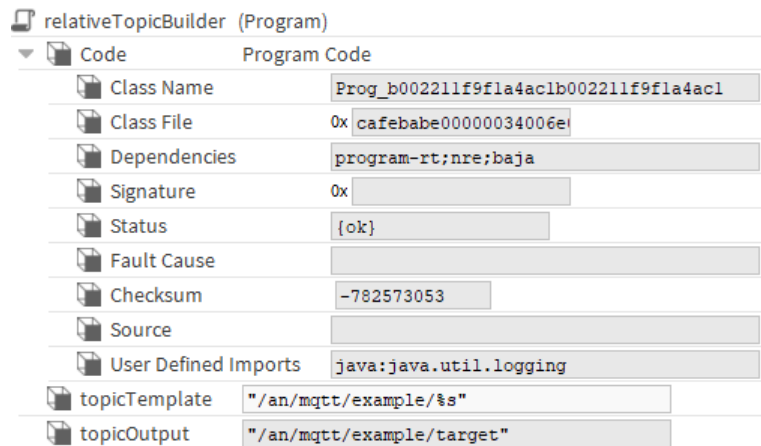 relativeTopicBuilder (Program)
Code Program Code
Class Name Prog_b002211f9f1a4ac1b002211f9f1a4ac1
Class File 0x cafebabe00000034006e
Dependencies program-rt;nre;baja
Signature 0x
Status {ok}
Fault Cause
Checksum -782573053
Source
User Defined Imports java:java.util.logging
topicTemplate "/an/mqtt/example/%s"
topicOutput "/an/mqtt/example/target"